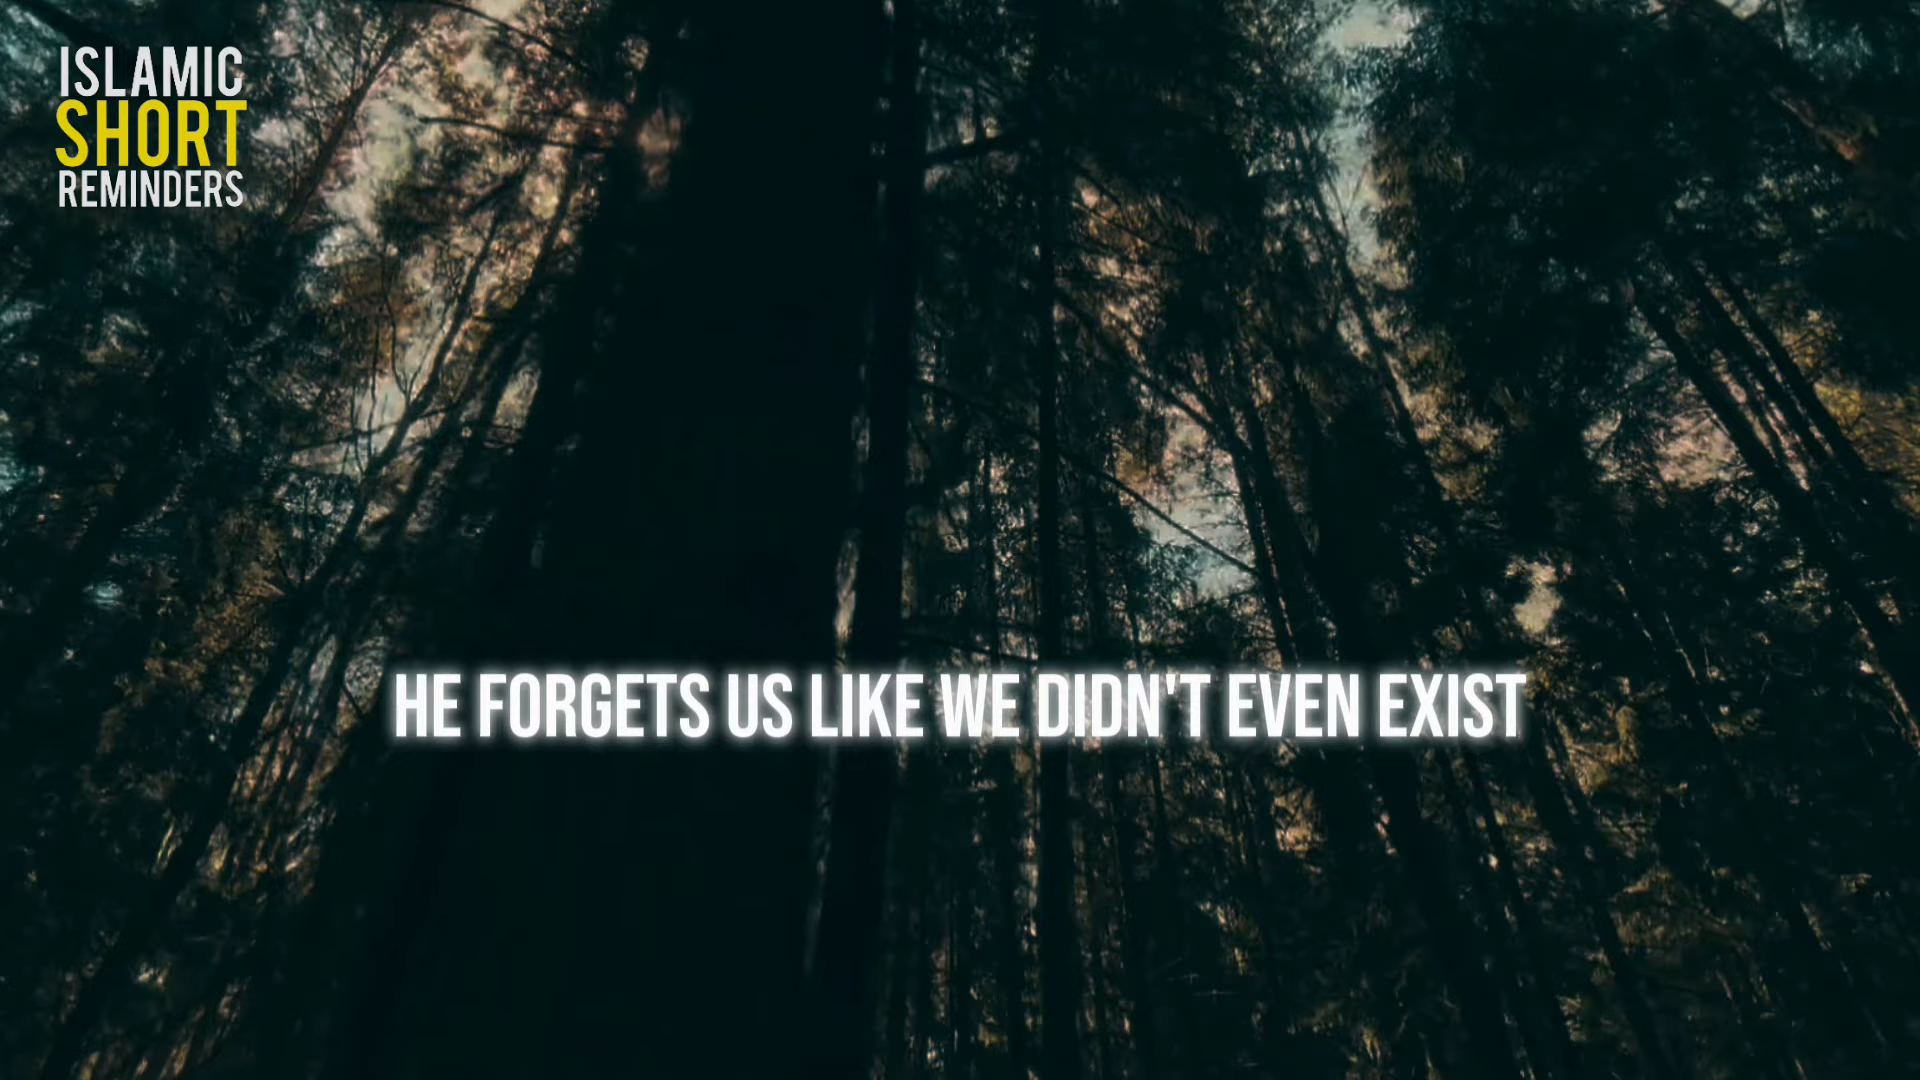 ISLAMIC
SHORT
REMINDERS
HE FORGETS US LIKE WE DIDN'T EVEN EXIST